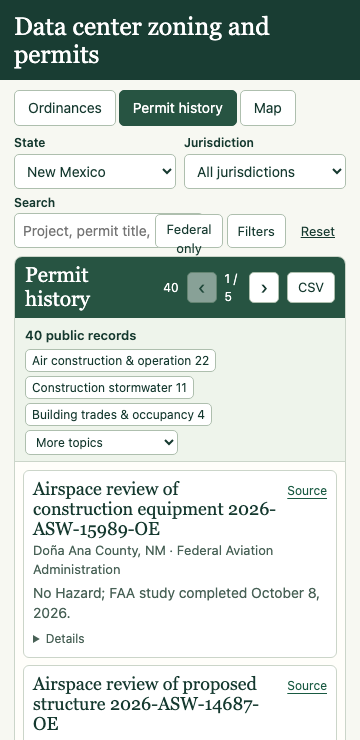 Data center zoning and
permits
Ordinances
Permit history
Map
State
Jurisdiction
New Mexico
All jurisdictions
Search
Project, permit title,
Federal only
Filters
Reset
Permit history
40
‹
1 / 5
›
CSV
40 public records
Air construction & operation 22
Construction stormwater 11
Building trades & occupancy 4
More topics
Airspace review of
construction equipment 2026-
ASW-15989-OE
Source
Doña Ana County, NM · Federal Aviation
Administration
No Hazard; FAA study completed October 8,
2026.
Details
Airspace review of proposed
structure 2026-ASW-14687-
OE
Source